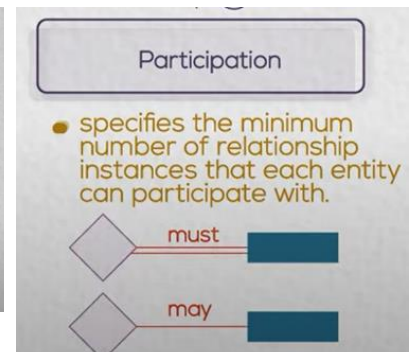 Participation
specifies the minimum
number of relationship
instances that each entity
can participate with.
must
may